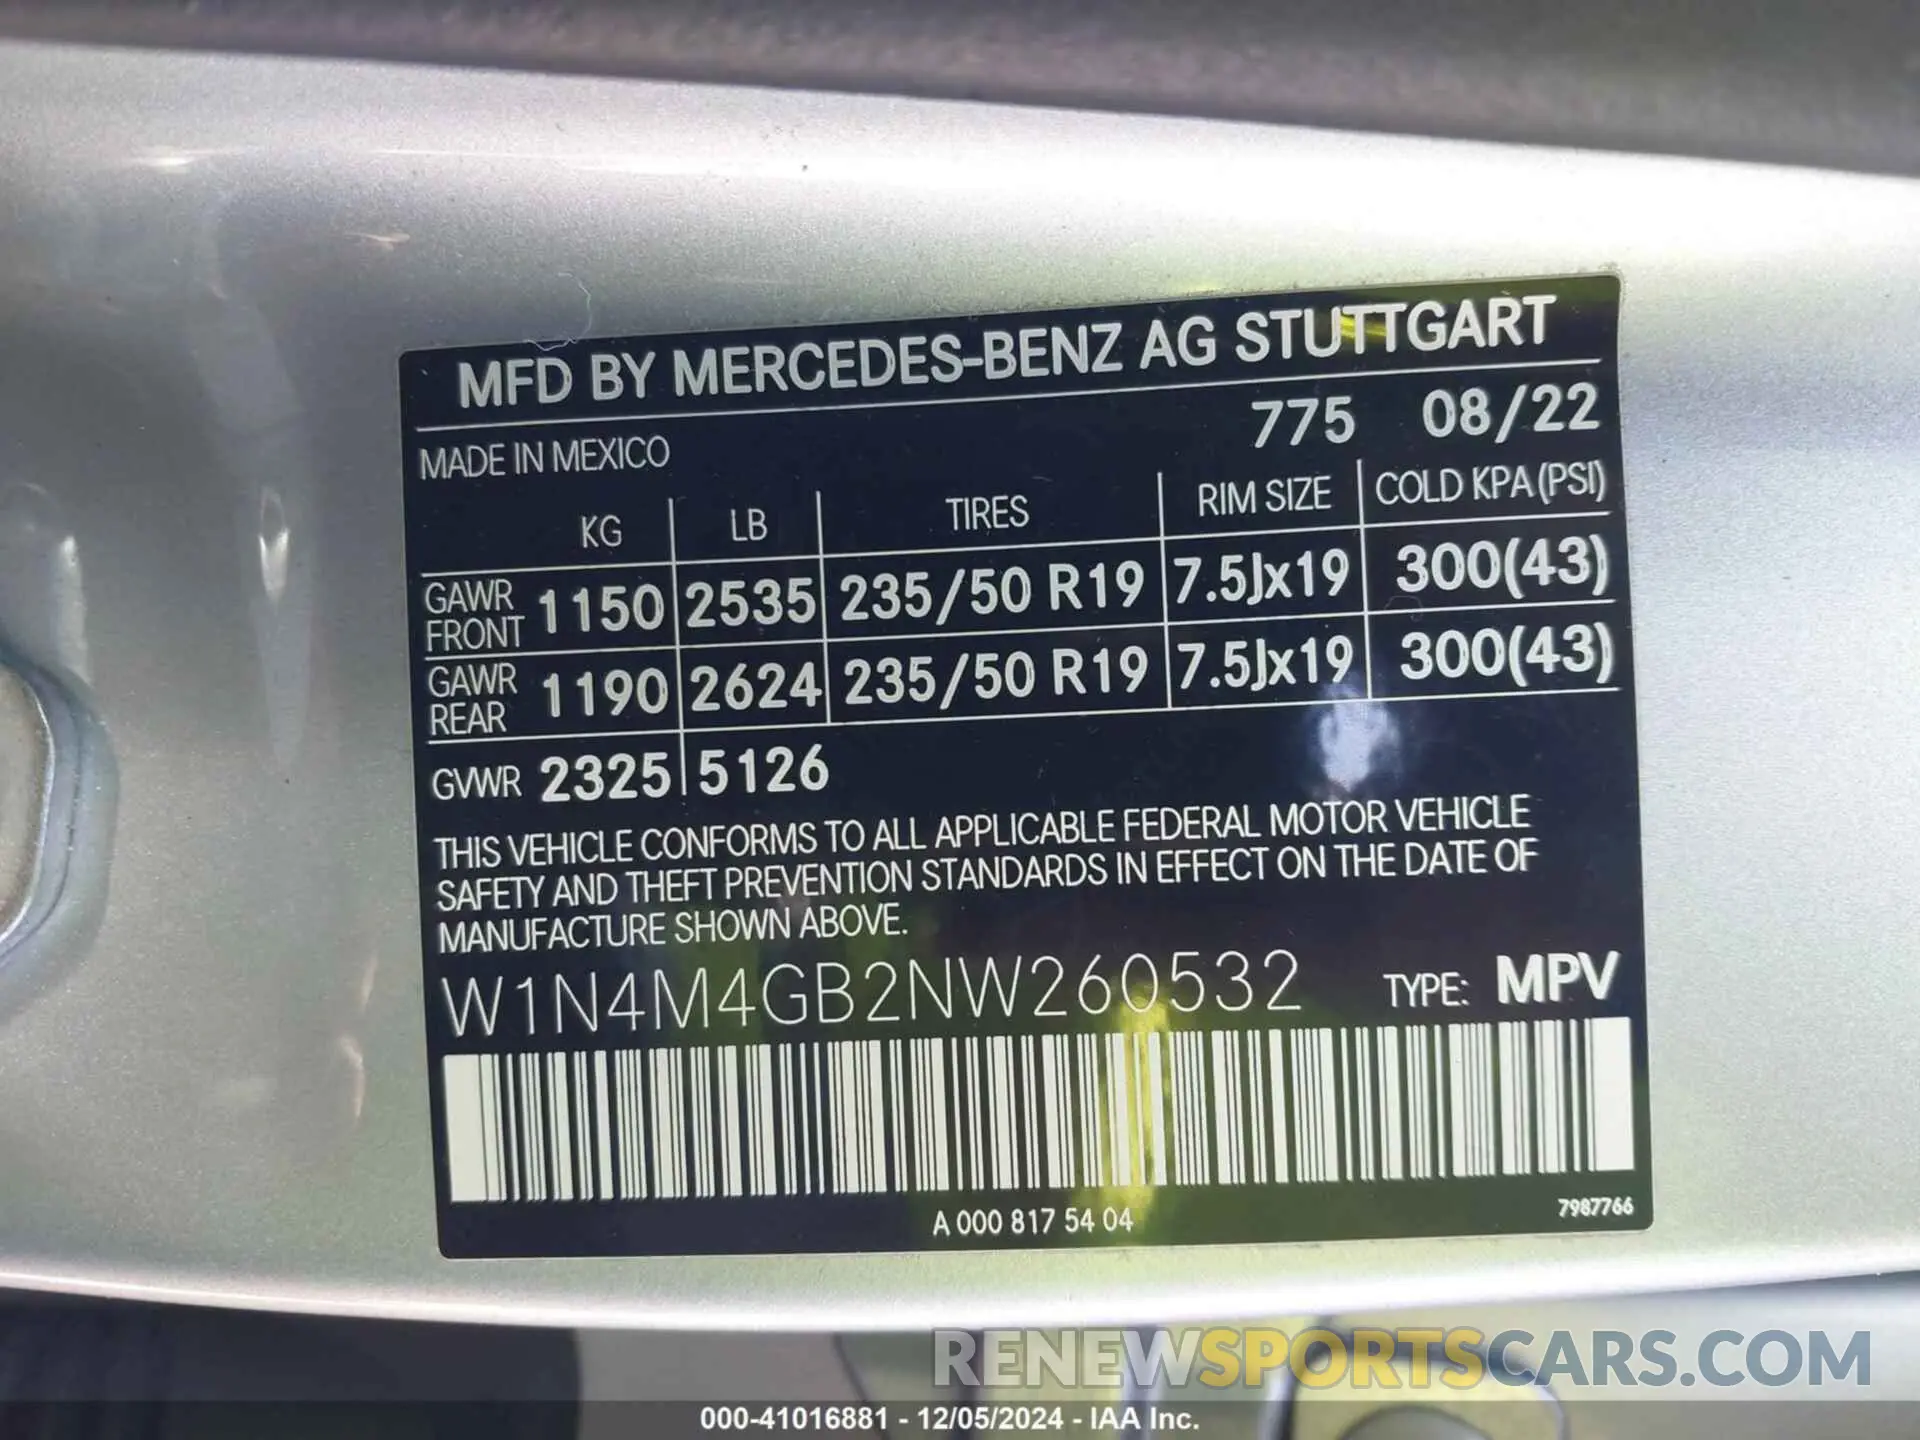 MFD BY MERCEDES-BENZ AG STUTTGART
MADE IN MEXICO 775 08/22
KG LB TIRES RIM SIZE COLD KPA(PSI)
GAWR FRONT 1150 2535 235/50 R19 7.5Jx19 300(43)
GAWR REAR 1190 2624 235/50 R19 7.5Jx19 300(43)
GVWR 2325 5126
THIS VEHICLE CONFORMS TO ALL APPLICABLE FEDERAL MOTOR VEHICLE
SAFETY AND THEFT PREVENTION STANDARDS IN EFFECT ON THE DATE OF
MANUFACTURE SHOWN ABOVE.
W1N4M4GB2NW260532 TYPE: MPV
A 000 817 54 04 7987766
RENEWSPORTSCARS.COM
000-41016881 - 12/05/2024 - IAA Inc.